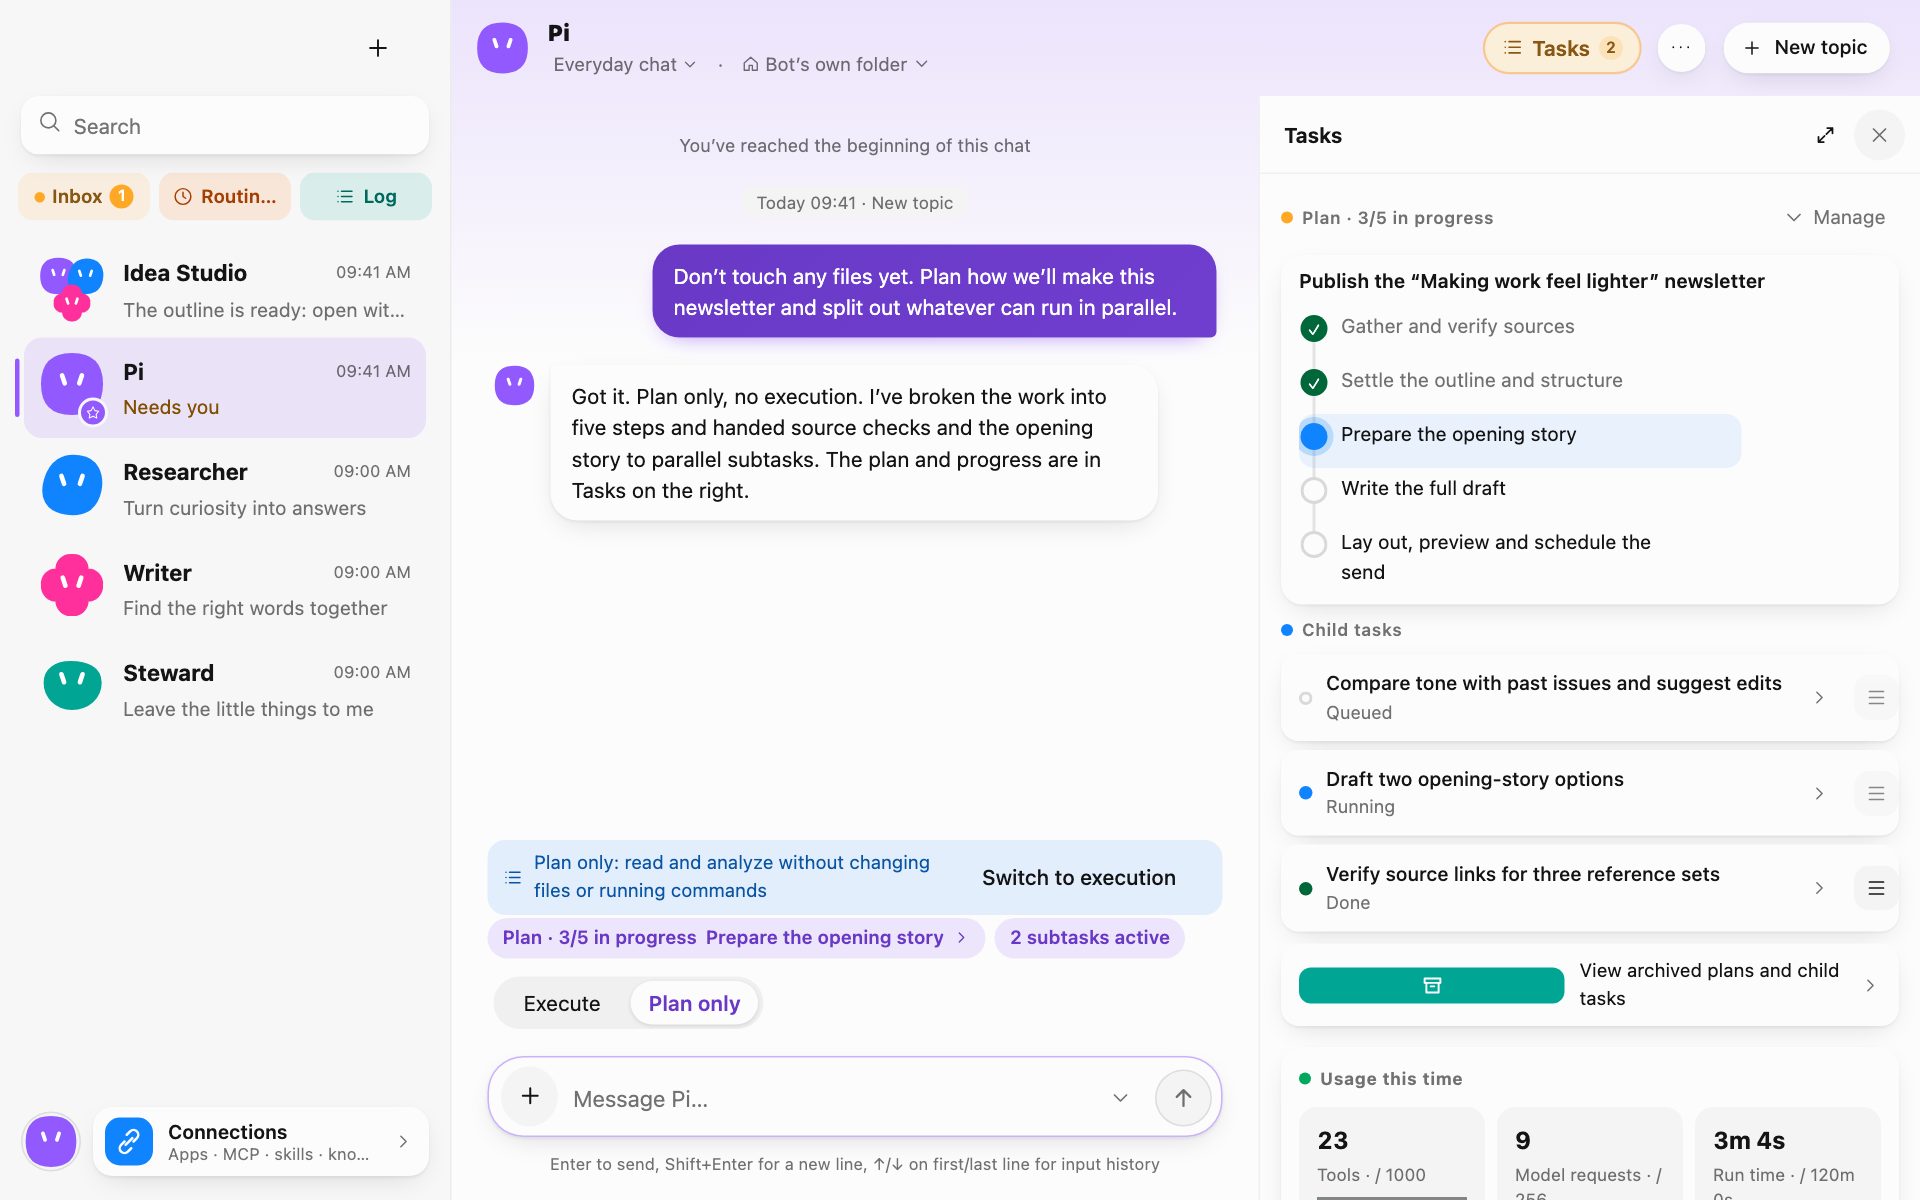 Search
Inbox 1
Routin...
Log
Idea Studio 09:41 AM
The outline is ready: open wit...
Pi 09:41 AM
Needs you
Researcher 09:00 AM
Turn curiosity into answers
Writer 09:00 AM
Find the right words together
Steward 09:00 AM
Leave the little things to me
Connections
Apps · MCP · skills · kno...
Pi
Everyday chat · Bot's own folder
Tasks 2
New topic
You've reached the beginning of this chat
Today 09:41 · New topic
Don't touch any files yet. Plan how we'll make this
newsletter and split out whatever can run in parallel.
Got it. Plan only, no execution. I've broken the work into
five steps and handed source checks and the opening
story to parallel subtasks. The plan and progress are in
Tasks on the right.
Plan only: read and analyze without changing
files or running commands
Switch to execution
Plan · 3/5 in progress Prepare the opening story
2 subtasks active
Execute
Plan only
Message Pi...
Enter to send, Shift+Enter for a new line, ↑/↓ on first/last line for input history
Tasks
Plan · 3/5 in progress
Manage
Publish the “Making work feel lighter” newsletter
Gather and verify sources
Settle the outline and structure
Prepare the opening story
Write the full draft
Lay out, preview and schedule the
send
Child tasks
Compare tone with past issues and suggest edits
Queued
Draft two opening-story options
Running
Verify source links for three reference sets
Done
View archived plans and child
tasks
Usage this time
23
Tools · / 1000
9
Model requests · /
256
3m 4s
Run time · / 120m
0s